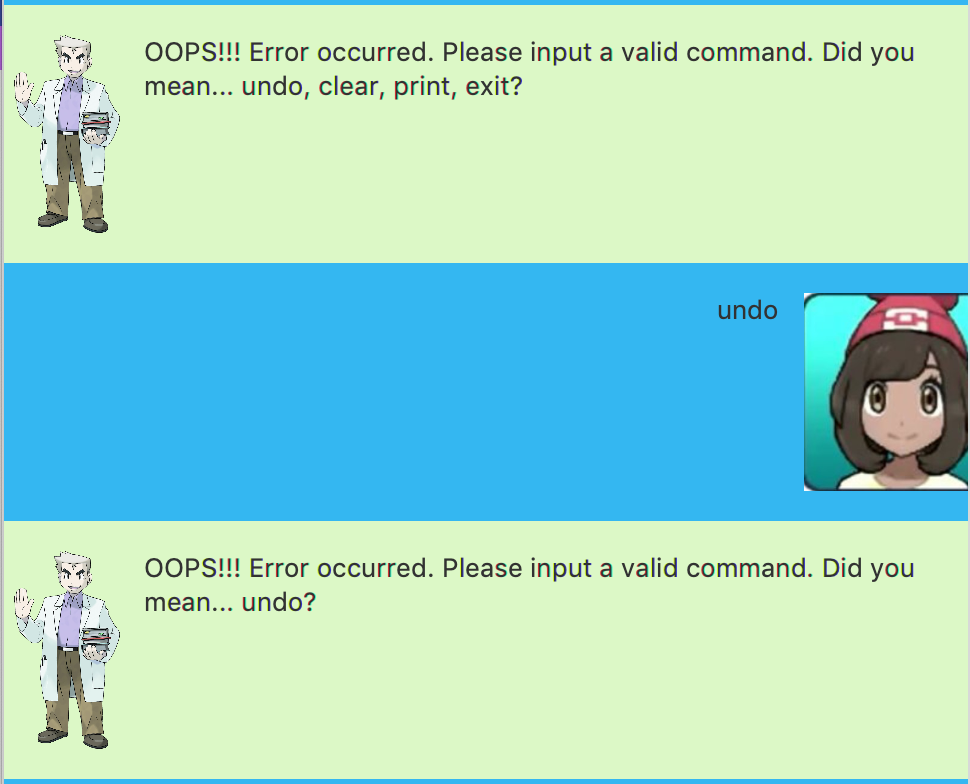 OOPS!!! Error occurred. Please input a valid command. Did you
mean... undo, clear, print, exit?
undo
OOPS!!! Error occurred. Please input a valid command. Did you
mean... undo?